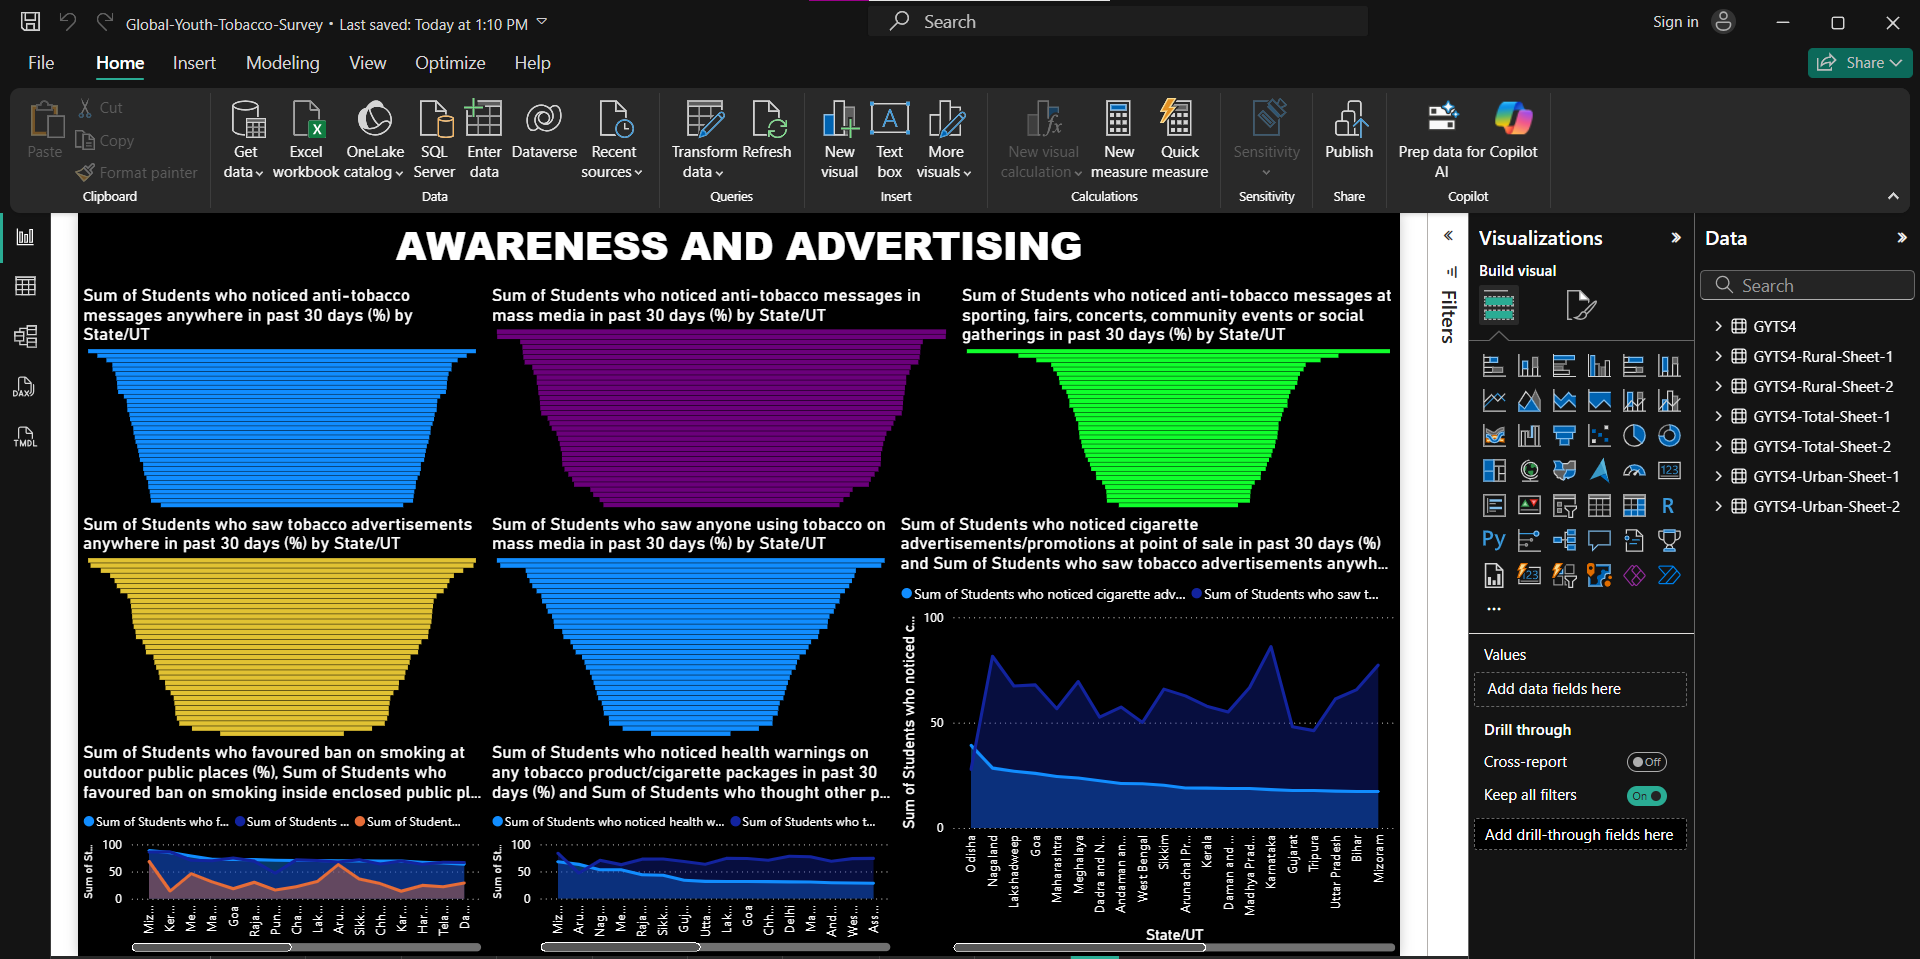 Global-Youth-Tobacco-Survey • Last saved: Today at 1:10 PM
Search
Sign in
File
Home
Insert
Modeling
View
Optimize
Help
Share
Paste
Cut
Copy
Format painter
Clipboard
Get data
Excel workbook
OneLake catalog
SQL Server
Enter data
Dataverse
Recent sources
Data
Transform data
Refresh
Queries
New visual
Text box
More visuals
Insert
New visual calculation
New measure
Quick measure
Calculations
Sensitivity
Sensitivity
Publish
Share
Prep data for AI
Copilot
Copilot
DAX
TMDL
AWARENESS AND ADVERTISING
Sum of Students who noticed anti-tobacco
messages anywhere in past 30 days (%) by
State/UT
Sum of Students who noticed anti-tobacco messages in
mass media in past 30 days (%) by State/UT
Sum of Students who noticed anti-tobacco messages at
sporting, fairs, concerts, community events or social
gatherings in past 30 days (%) by State/UT
Sum of Students who saw tobacco advertisements
anywhere in past 30 days (%) by State/UT
Sum of Students who saw anyone using tobacco on
mass media in past 30 days (%) by State/UT
Sum of Students who noticed cigarette
advertisements/promotions at point of sale in past 30 days (%)
and Sum of Students who saw tobacco advertisements anywh...
Sum of Students who noticed cigarette adv...
Sum of Students who saw t...
Sum of Students who noticed c...
100
50
0
Odisha
Nagaland
Lakshadweep
Goa
Maharashtra
Meghalaya
Dadra and N...
Andaman an...
West Bengal
Sikkim
Arunachal Pr...
Kerala
Daman and ...
Madhya Prad...
Karnataka
Gujarat
Tripura
Uttar Pradesh
Bihar
Mizoram
State/UT
Sum of Students who favoured ban on smoking at
outdoor public places (%), Sum of Students who
favoured ban on smoking inside enclosed public pl...
Sum of Students who f...
Sum of Students ...
Sum of Student...
Sum of St...
100
50
0
Miz...
Ker...
Me...
Ma...
Goa
Raja...
Pun...
Cha...
Lak...
Aru...
Sikk...
Chh...
Kar...
Har...
Tela...
Da...
Sum of Students who noticed health warnings on
any tobacco product/cigarette packages in past 30
days (%) and Sum of Students who thought other p...
Sum of Students who noticed health w...
Sum of Students who t...
Sum of St...
100
50
0
Miz...
Aru...
Nag...
Me...
Raja...
Sikk...
Guj...
Utta...
Lak...
Goa
Chh...
Delhi
Ma...
And...
Wes...
Ass...
Filters
Visualizations
Build visual
123
R
Py
123
...
Values
Add data fields here
Drill through
Cross-report
Off
Keep all filters
On
Add drill-through fields here
Data
Search
GYTS4
GYTS4-Rural-Sheet-1
GYTS4-Rural-Sheet-2
GYTS4-Total-Sheet-1
GYTS4-Total-Sheet-2
GYTS4-Urban-Sheet-1
GYTS4-Urban-Sheet-2